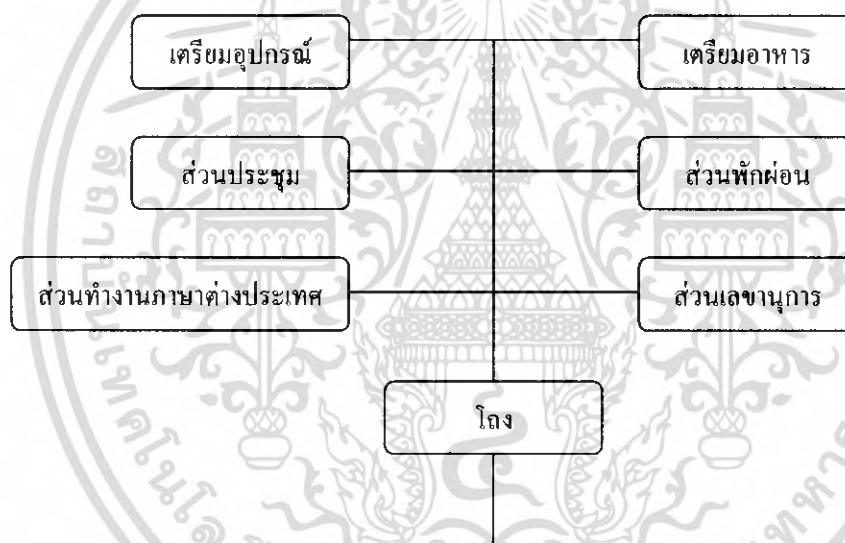 เตรียมอุปกรณ์
เตรียมอาหาร
ส่วนประชุม
ส่วนพักผ่อน
ส่วนทำงานภาษาต่างประเทศ
ส่วนเลขานุการ
โถง